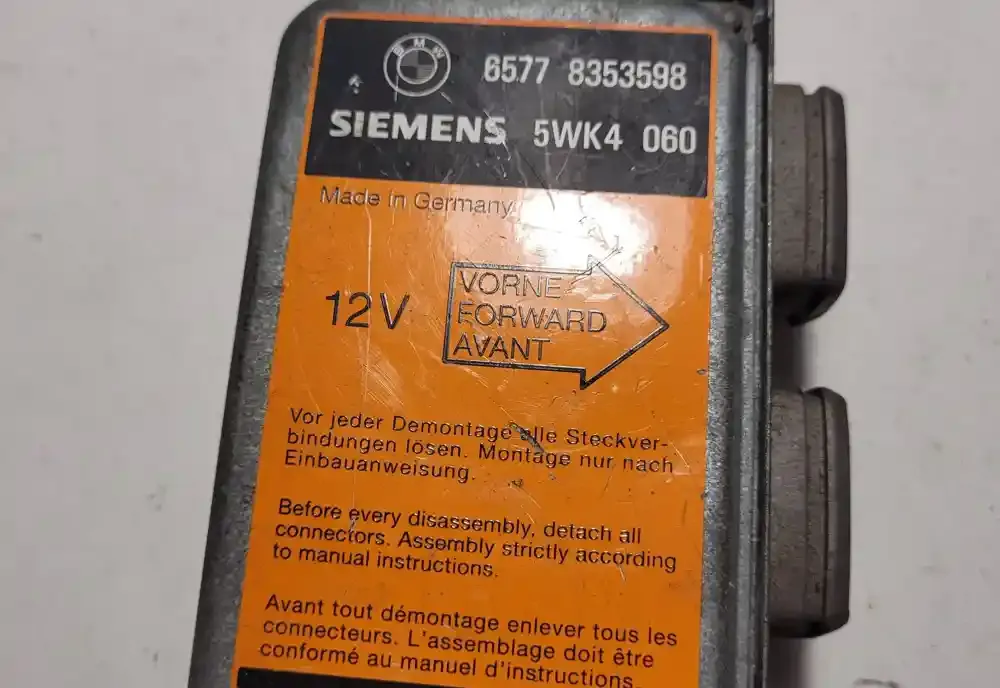 BMW
65.77 8353598
SIEMENS 5WK4 060
Made in Germany
12V
VORNE
FORWARD
AVANT
Vor jeder Demontage alle Steckver-
bindungen lösen. Montage nur nach
Einbauanweisung.
Before every disassembly, detach all
connectors. Assembly strictly according
to manual instructions.
Avant tout démontage enlever tous les
connecteurs. L'assemblage doit être
conformé au manuel d'instructions.